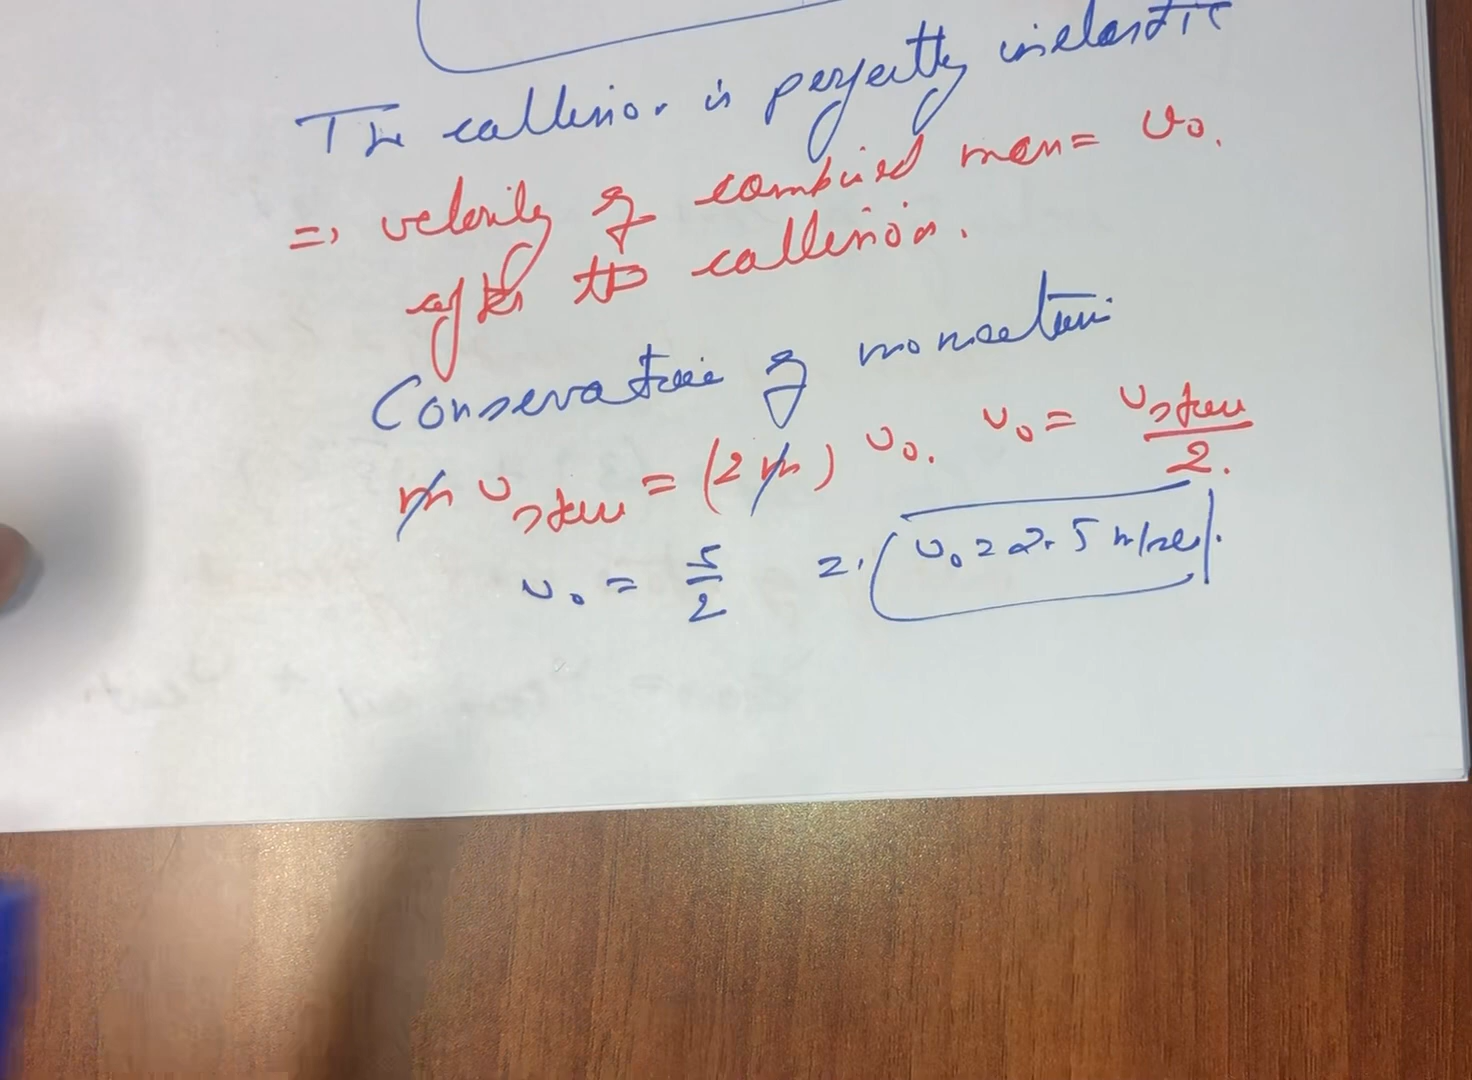 The collision is perfectly inelastic
=> velocity of combined mass = v₀.
after the collision.
Conservation of momentum
m v = (2m) v₀. v₀ = v/2.
v₀ = 5/2 => v₀ = 2.5 m/sec.